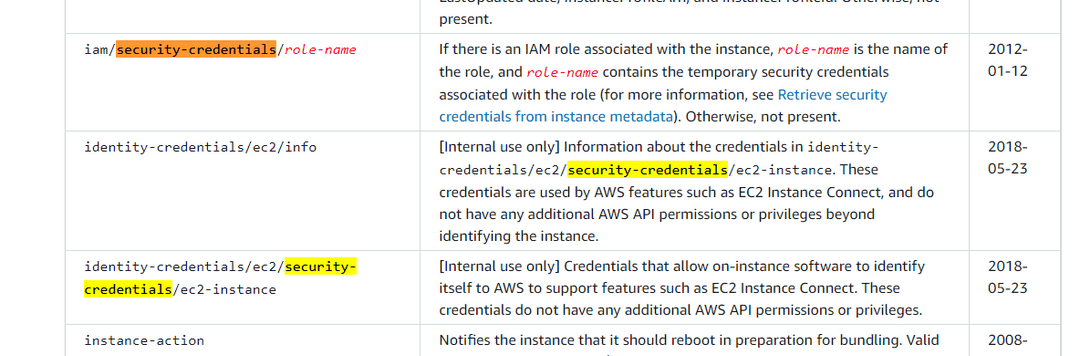 present.
iam/security-credentials/role-name
If there is an IAM role associated with the instance, role-name is the name of
the role, and role-name contains the temporary security credentials
associated with the role (for more information, see Retrieve security
credentials from instance metadata). Otherwise, not present.
2012-
01-12
identity-credentials/ec2/info
[Internal use only] Information about the credentials in identity-
credentials/ec2/security-credentials/ec2-instance. These
credentials are used by AWS features such as EC2 Instance Connect, and do
not have any additional AWS API permissions or privileges beyond
identifying the instance.
2018-
05-23
identity-credentials/ec2/security-
credentials/ec2-instance
[Internal use only] Credentials that allow on-instance software to identify
itself to AWS to support features such as EC2 Instance Connect. These
credentials do not have any additional AWS API permissions or privileges.
2018-
05-23
instance-action
Notifies the instance that it should reboot in preparation for bundling. Valid
2008-